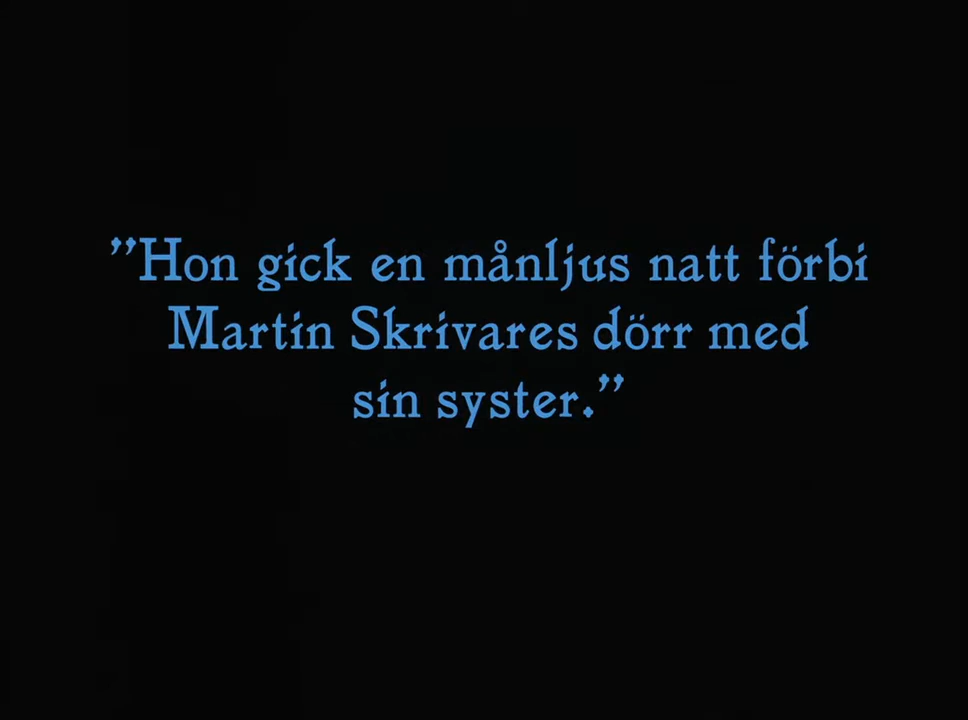 ”Hon gick en månljus natt förbi
Martin Skrivares dörr med
sin syster.”